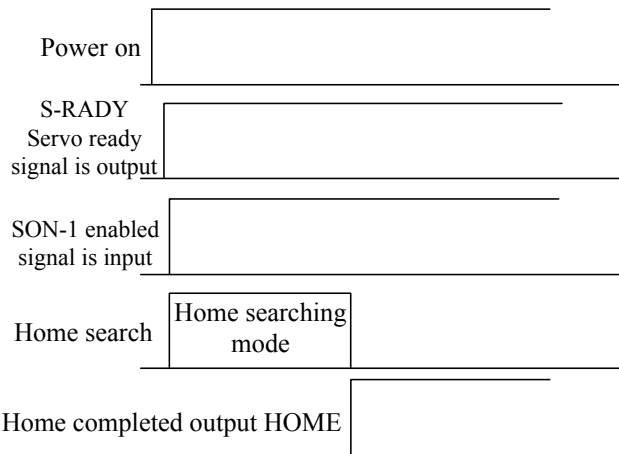 Power on
S-RADY
Servo ready
signal is output
SON-1 enabled
signal is input
Home search
Home searching
mode
Home completed output HOME